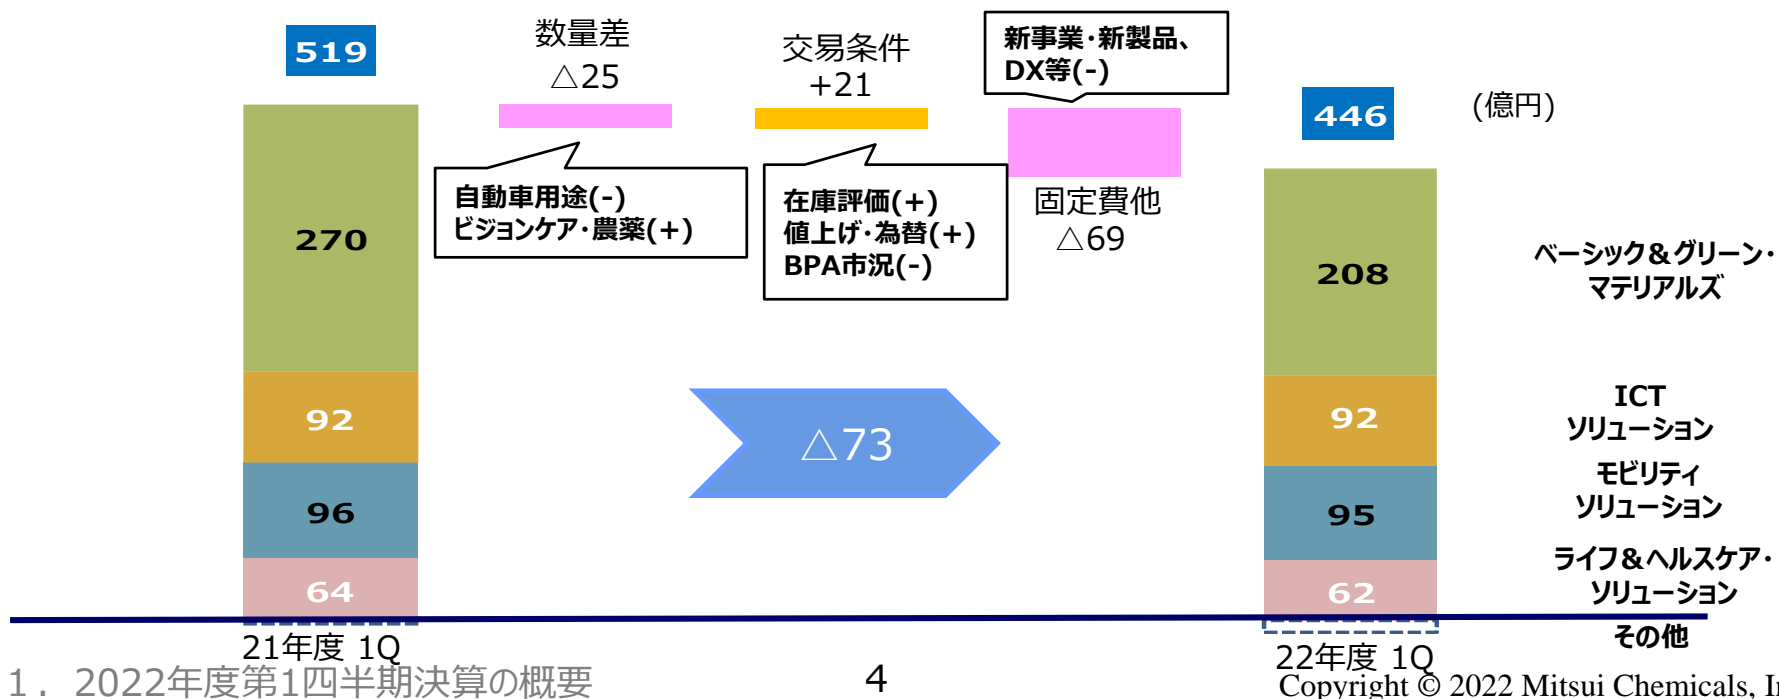 519
数量差
△25
交易条件
+21
新事業・新製品、
DX等(-)
446
(億円)
自動車用途(-)
ビジョンケア・農薬(+)
在庫評価(+)
値上げ・為替(+)
BPA市況(-)
固定費他
△69
270
208
ベーシック&グリーン・
マテリアルズ
92
△73
92
ICT
ソリューション
96
95
モビリティ
ソリューション
64
62
ライフ&ヘルスケア・
ソリューション
その他
21年度 1Q
22年度 1Q
1. 2022年度第1四半期決算の概要
4
Copyright © 2022 Mitsui Chemicals, In